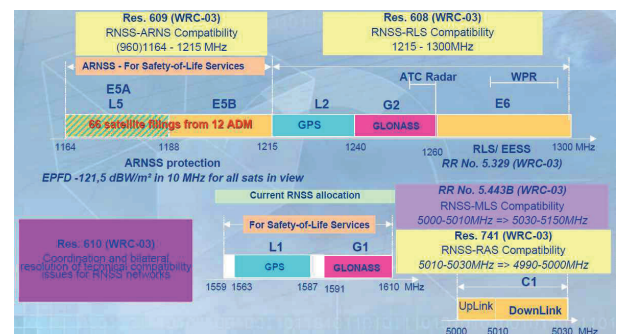 Res. 609 (WRC-03)
RNSS-ARNS Compatibility
(960)1164 - 1215 MHz
Res. 608 (WRC-03)
RNSS-RLS Compatibility
1215 - 1300MHz
ARNSS - For Safety-of-Life Services
ATC Radar
WPR
E5A
L5
E5B
L2
G2
E6
66 satellite filings from 12 ADM
GPS
GLONASS
1164
1188
1215
1240
1260
RLS/ EESS
1300 MHz
ARNSS protection
EPFD -121,5 dBW/m² in 10 MHz for all sats in view
RR No. 5.329 (WRC-03)
Current RNSS allocation
For Safety-of-Life Services
RR No. 5.443B (WRC-03)
RNSS-MLS Compatibility
5000-5010MHz => 5030-5150MHz
Res. 610 (WRC-03)
Coordination and bilateral
resolution of technical compatibility
issues for RNSS networks
L1
G1
GPS
GLONASS
1559
1563
1587
1591
1610 MHz
Res. 741 (WRC-03)
RNSS-RAS Compatibility
5010-5030MHz => 4990-5000MHz
C1
UpLink
DownLink
5000
5010
5030 MHz